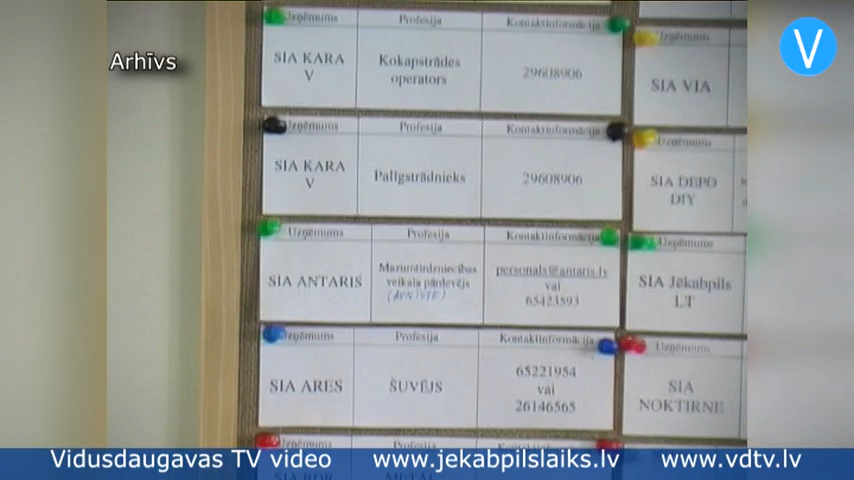 Arhīvs
V
Uzņēmums Profesija Kontaktinformācija
SIA KARA
V
Kokapstrādes
operators
29608906
Uzņēmums Profesija Kontaktinformācija
SIA KARA
V
Palīgstrādnieks
29608906
Uzņēmums Profesija Kontaktinformācija
SIA ANTARIS
Mazumtirdzniecības
veikala pārdevējs
personals@antaris.lv
vai
65423593
Uzņēmums Profesija Kontaktinformācija
SIA ARES
ŠUVĒJS
65221954
vai
26146565
Uzņēmums Profesija
Uzņēmums
SIA VIA
Uzņēmums
SIA DEPO
DIY
Uzņēmums
SIA Jēkabpils
LT
Uzņēmums
SIA
NOKTIRNE
Vidusdaugavas TV video www.jekabpilslaiks.lv www.vdtv.lv